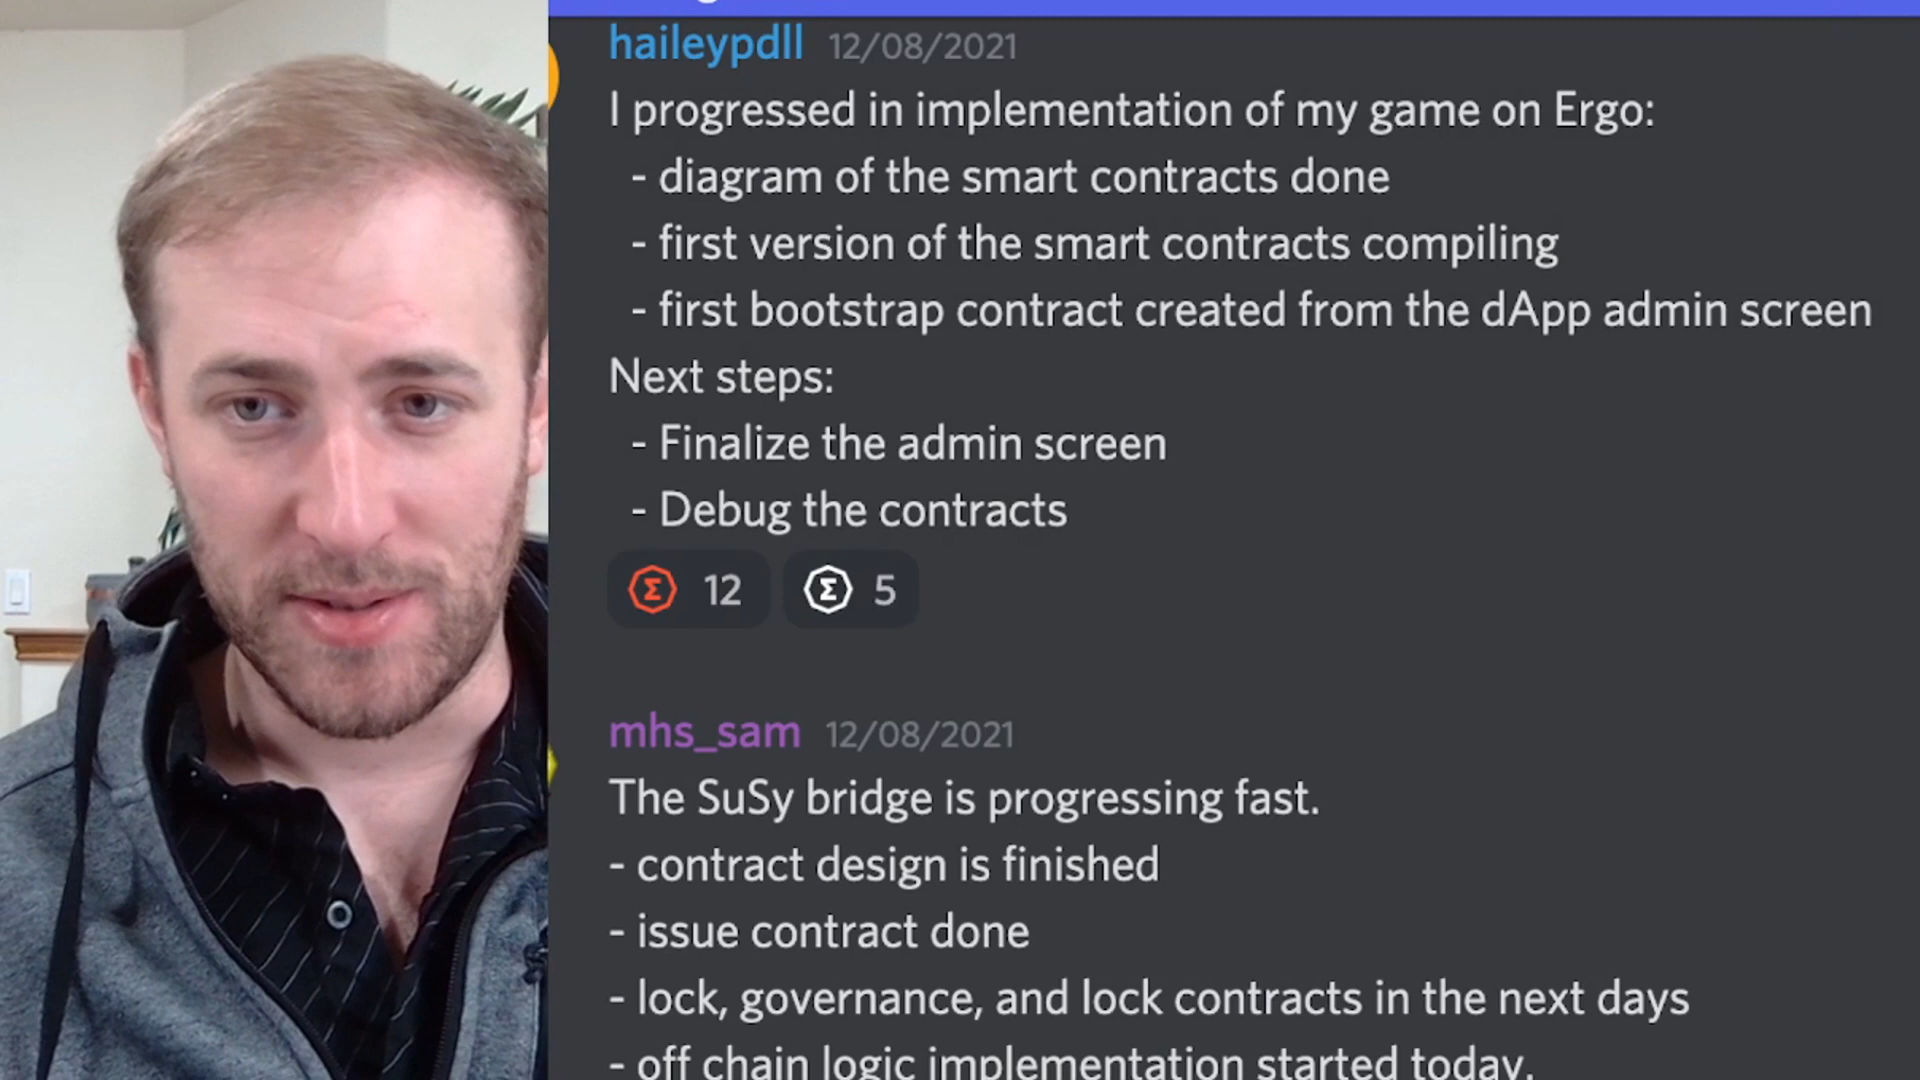 haileypdll 12/08/2021
I progressed in implementation of my game on Ergo:
- diagram of the smart contracts done
- first version of the smart contracts compiling
- first bootstrap contract created from the dApp admin screen
Next steps:
- Finalize the admin screen
- Debug the contracts
Σ 12 Σ 5
mhs_sam 12/08/2021
The SuSy bridge is progressing fast.
- contract design is finished
- issue contract done
- lock, governance, and lock contracts in the next days
- off chain logic implementation started today.